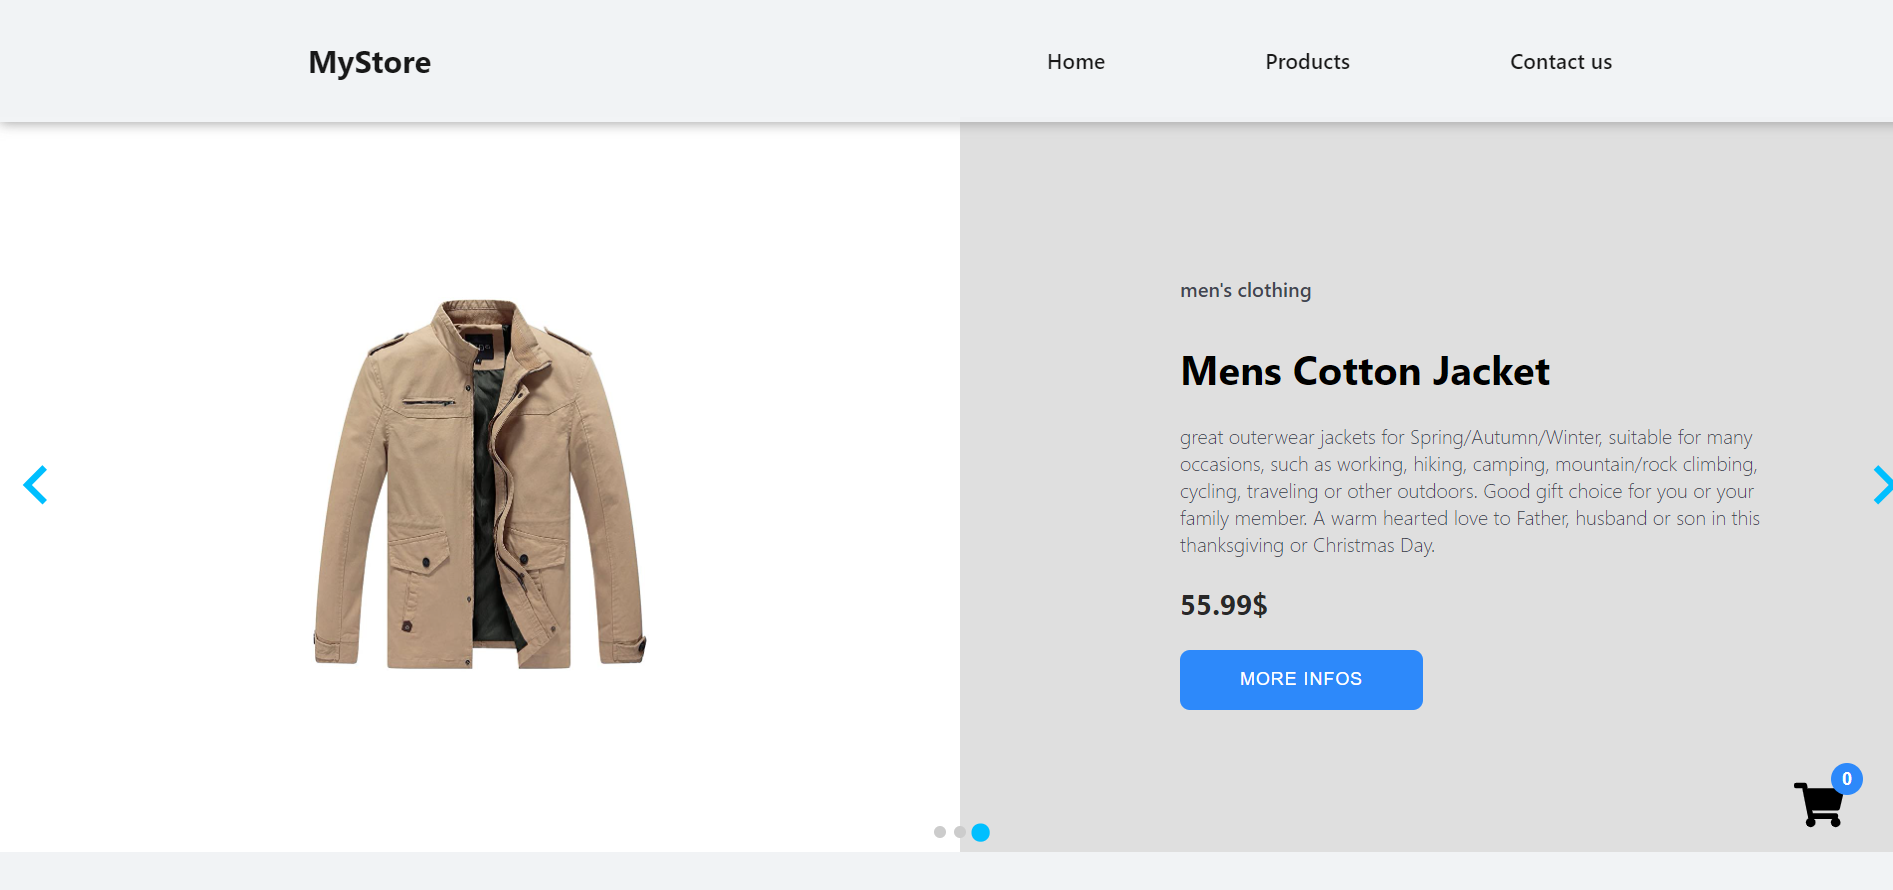 MyStore
Home
Products
Contact us
men's clothing
Mens Cotton Jacket
great outerwear jackets for Spring/Autumn/Winter, suitable for many
occasions, such as working, hiking, camping, mountain/rock climbing,
cycling, traveling or other outdoors. Good gift choice for you or your
family member. A warm hearted love to Father, husband or son in this
thanksgiving or Christmas Day.
55.99$
MORE INFOS
0